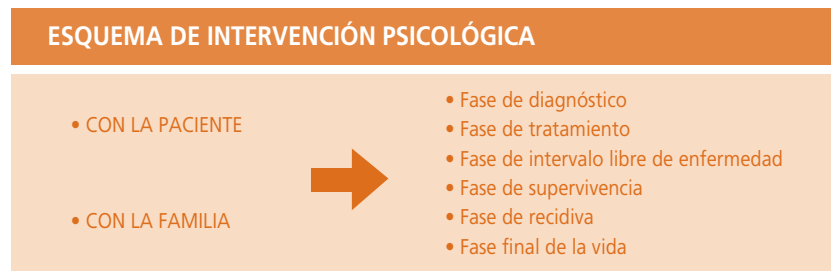 ESQUEMA DE INTERVENCIÓN PSICOLÓGICA
• CON LA PACIENTE
• CON LA FAMILIA
• Fase de diagnóstico
• Fase de tratamiento
• Fase de intervalo libre de enfermedad
• Fase de supervivencia
• Fase de recidiva
• Fase final de la vida